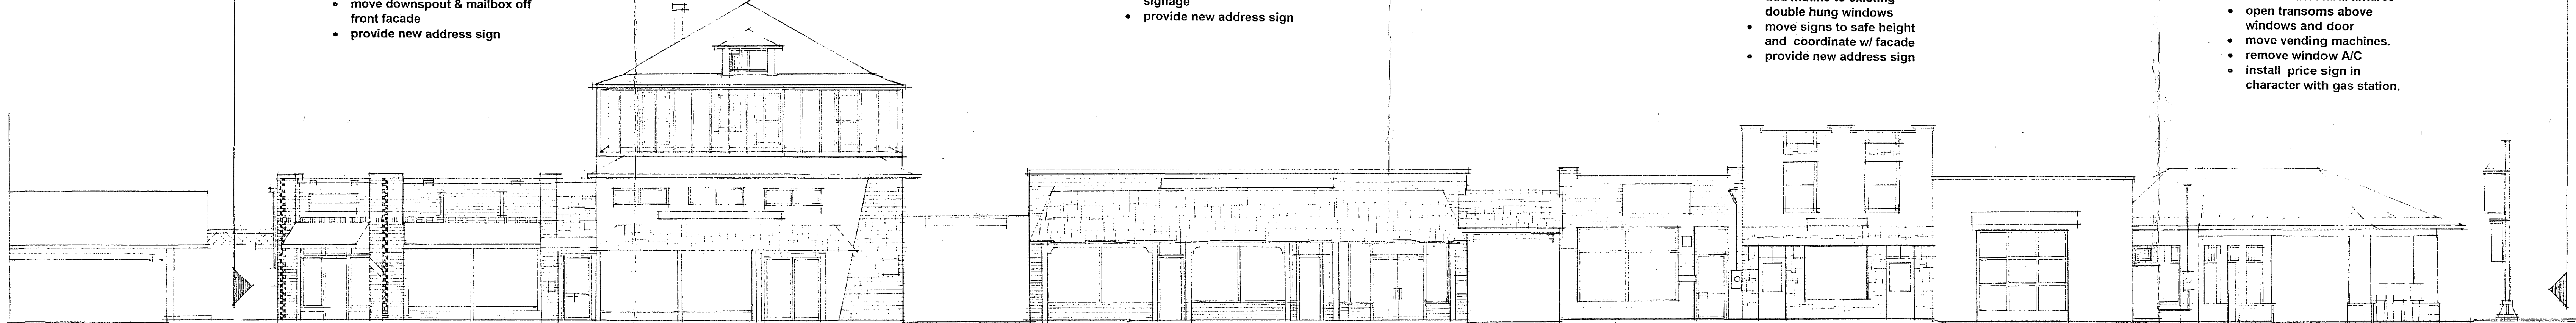 • move downspout & mailbox off
front facade
• provide new address sign
signage
• provide new address sign
double hung windows
• move signs to safe height
and coordinate w/ facade
• provide new address sign
• open transoms above
windows and door
• move vending machines.
• remove window A/C
• install price sign in
character with gas station.